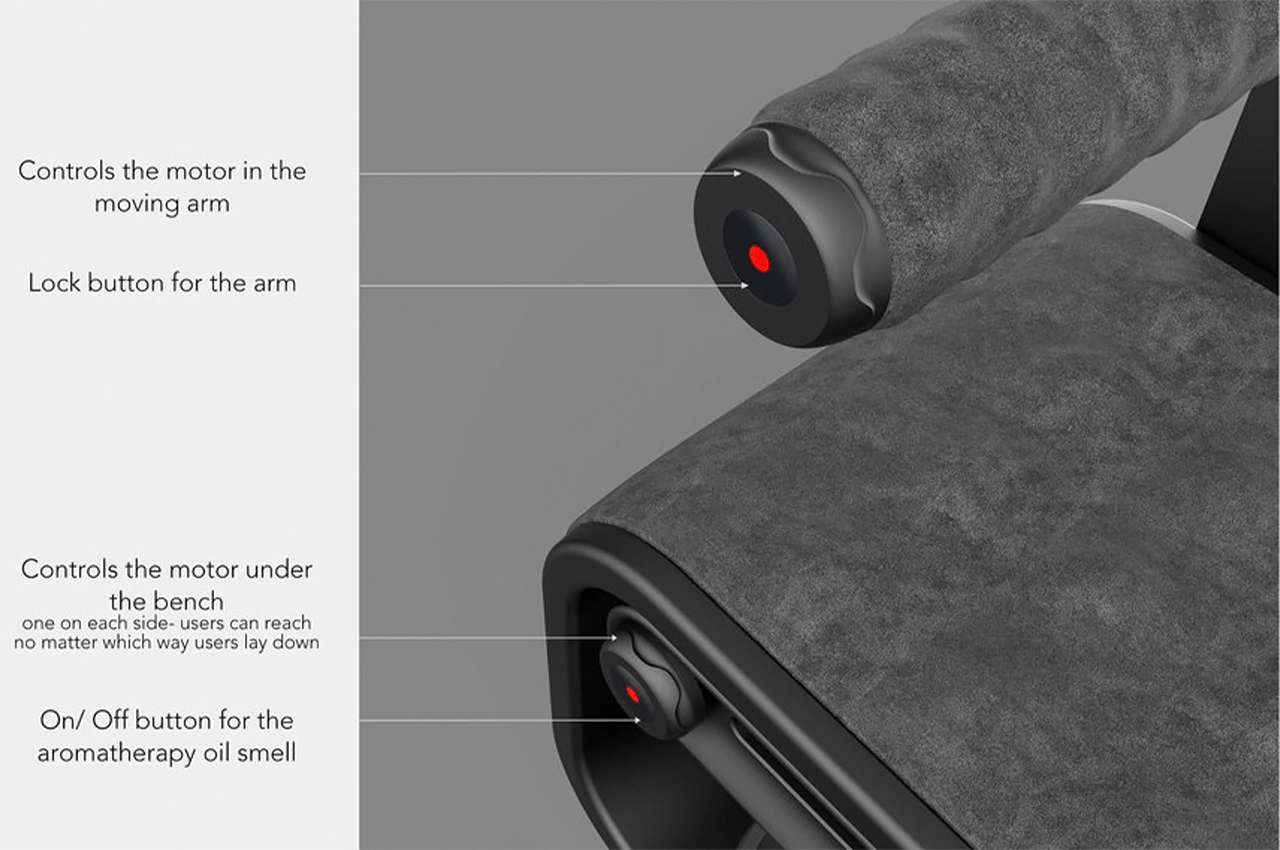 Controls the motor in the
moving arm
Lock button for the arm
Controls the motor under
the bench
one on each side- users can reach
no matter which way users lay down
On/ Off button for the
aromatherapy oil smell